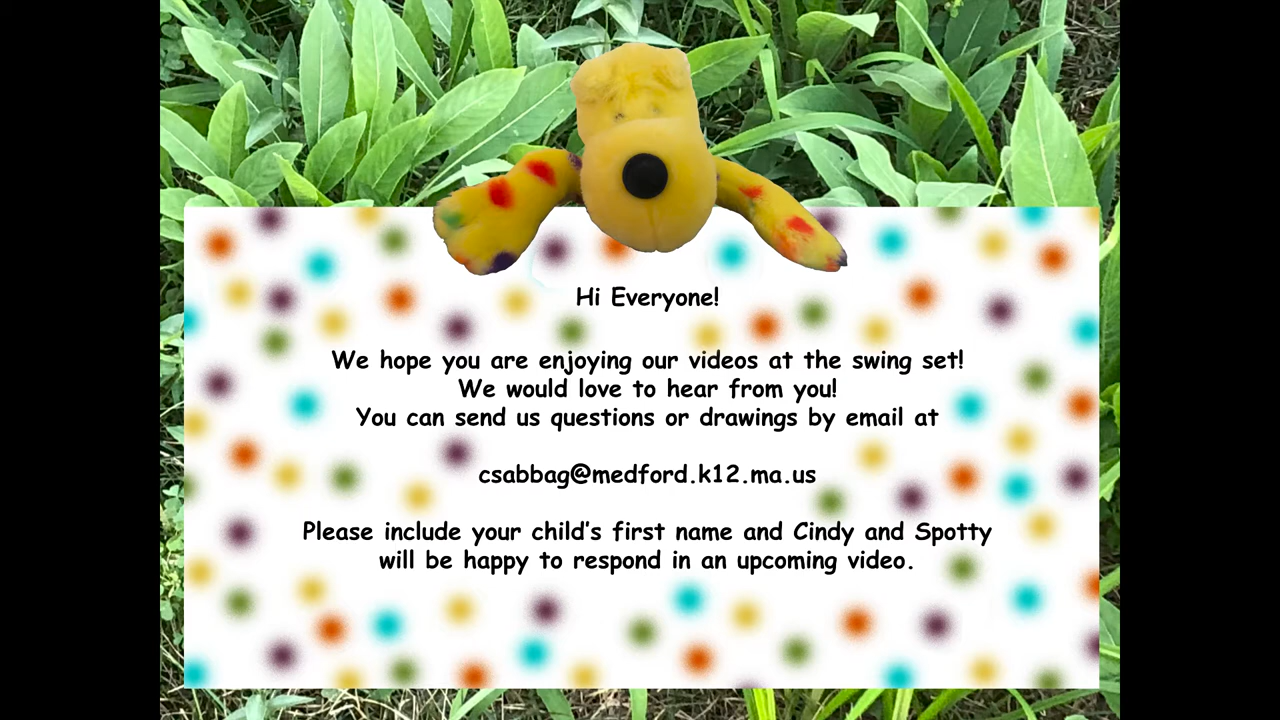 Hi Everyone!
We hope you are enjoying our videos at the swing set!
We would love to hear from you!
You can send us questions or drawings by email at
csabbag@medford.k12.ma.us
Please include your child's first name and Cindy and Spotty
will be happy to respond in an upcoming video.